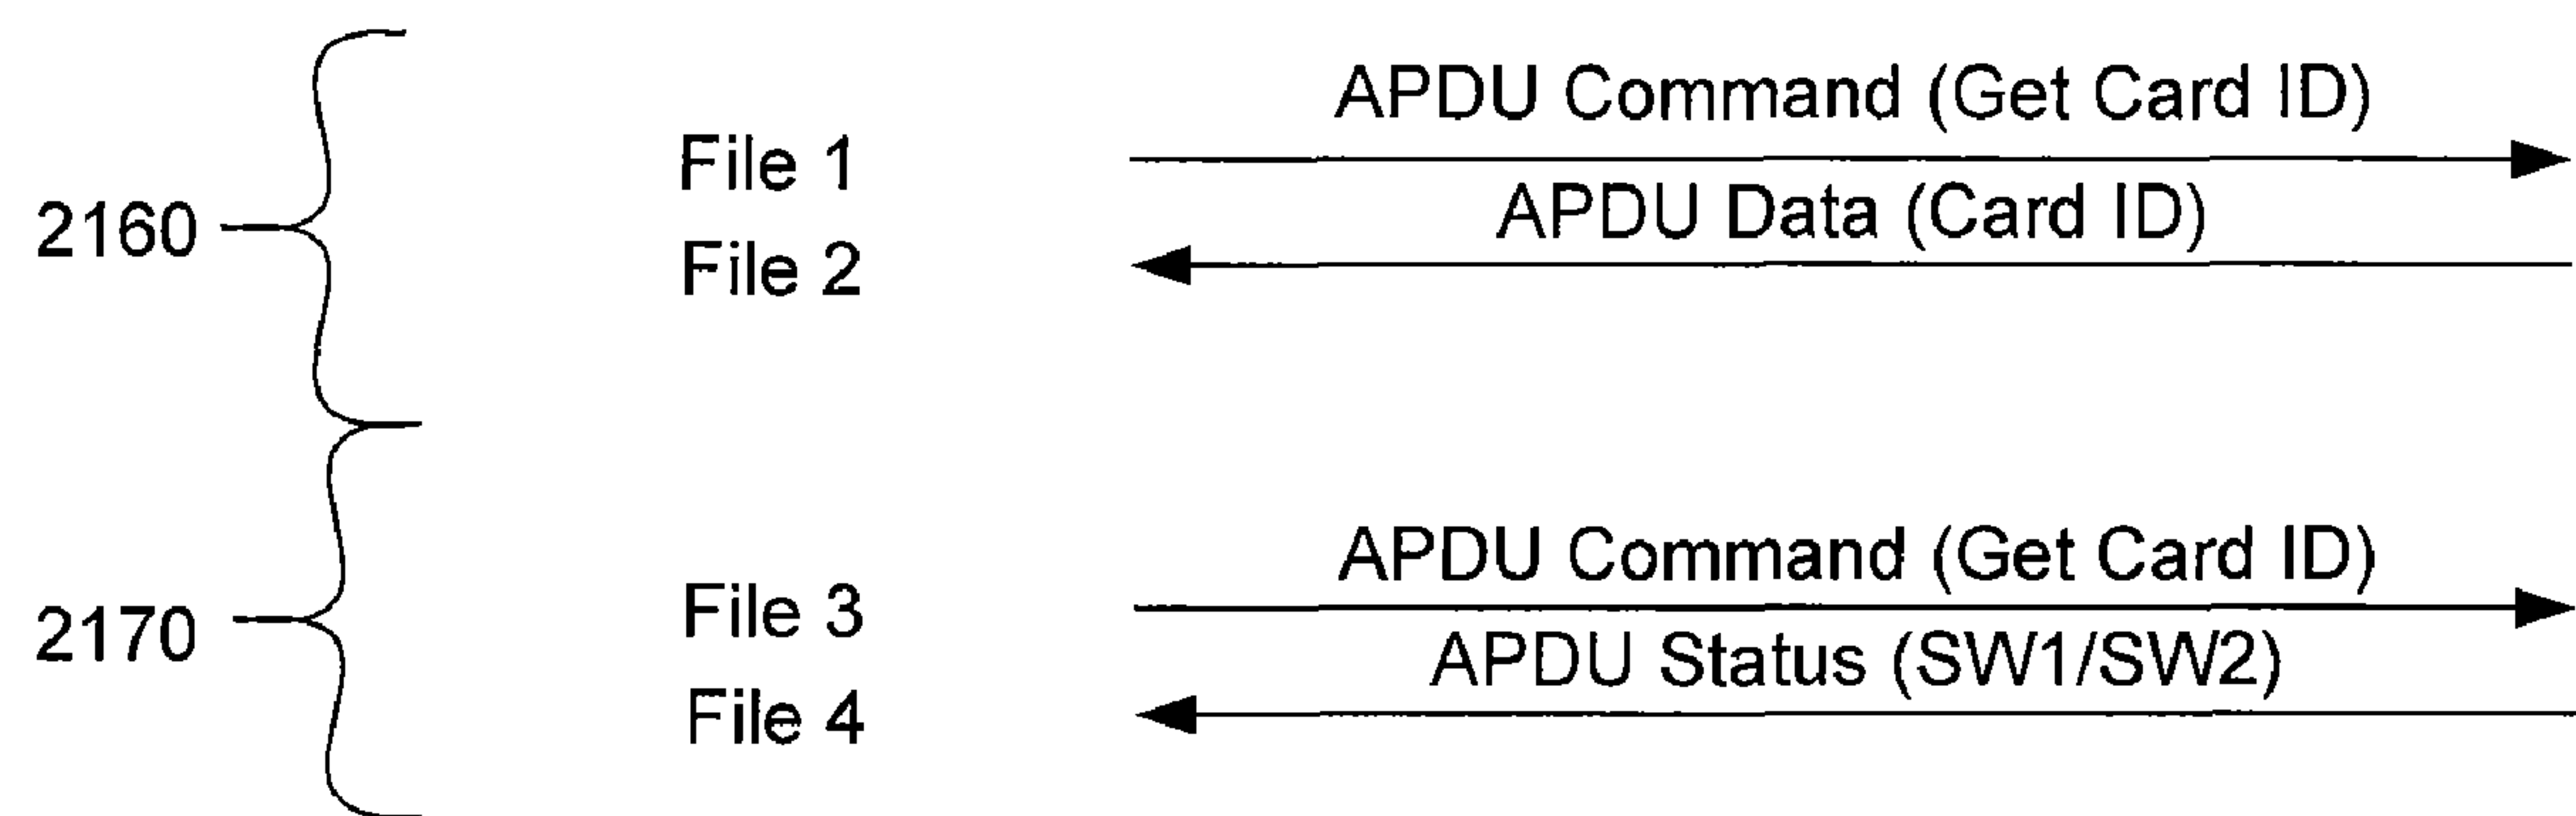 APDU Command (Get Card ID)
File 1
APDU Data (Card ID)
2160
File 2
APDU Command (Get Card ID)
File 3
2170
APDU Status (SW1/SW2)
File 4